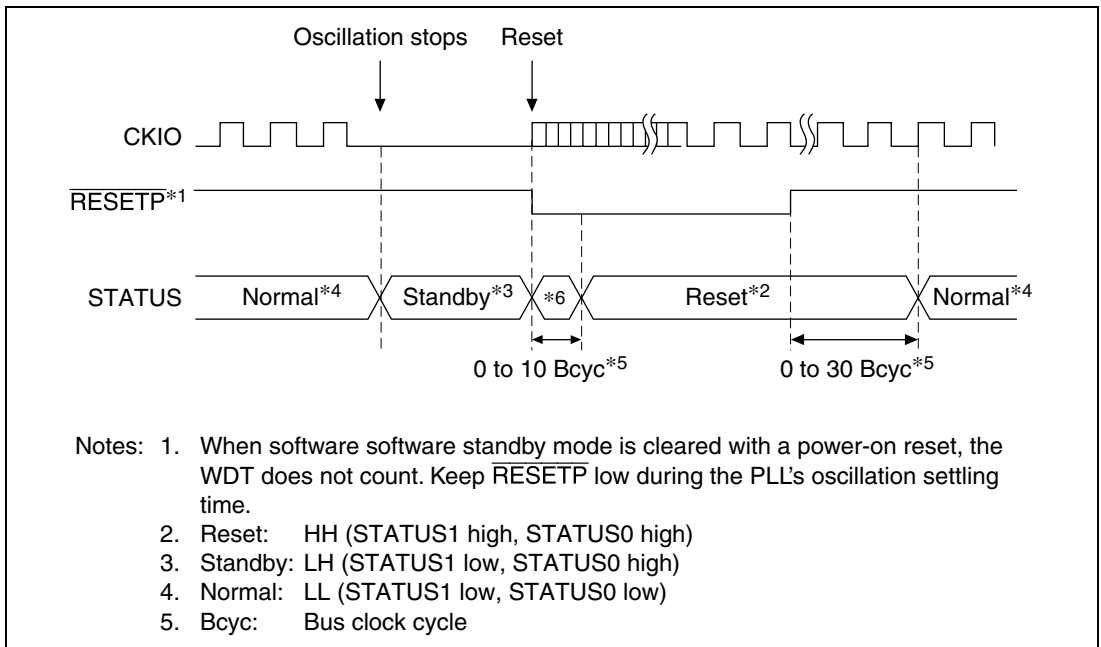 Oscillation stops Reset
CKIO
RESETP*1
STATUS Normal*4 Standby*3 *6 Reset*2 Normal*4
0 to 10 Bcyc*5 0 to 30 Bcyc*5
Notes: 1. When software software standby mode is cleared with a power-on reset, the
WDT does not count. Keep RESETP low during the PLL's oscillation settling
time.
2. Reset: HH (STATUS1 high, STATUS0 high)
3. Standby: LH (STATUS1 low, STATUS0 high)
4. Normal: LL (STATUS1 low, STATUS0 low)
5. Bcyc: Bus clock cycle